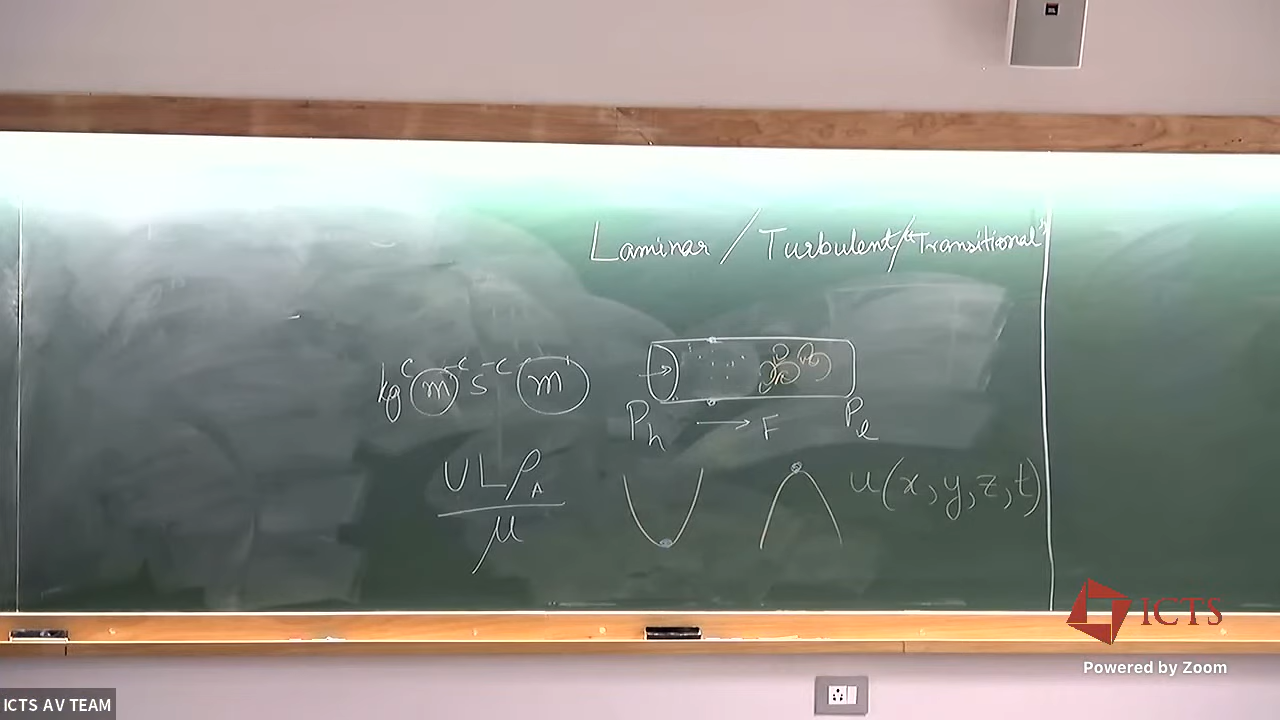 Laminar / Turbulent / "Transitional"
kg^c m^-c s^-c m
P_h → F P_l
U L ρ_A
μ
u(x, y, z, t)
ICTS
Powered by Zoom
ICTS AV TEAM